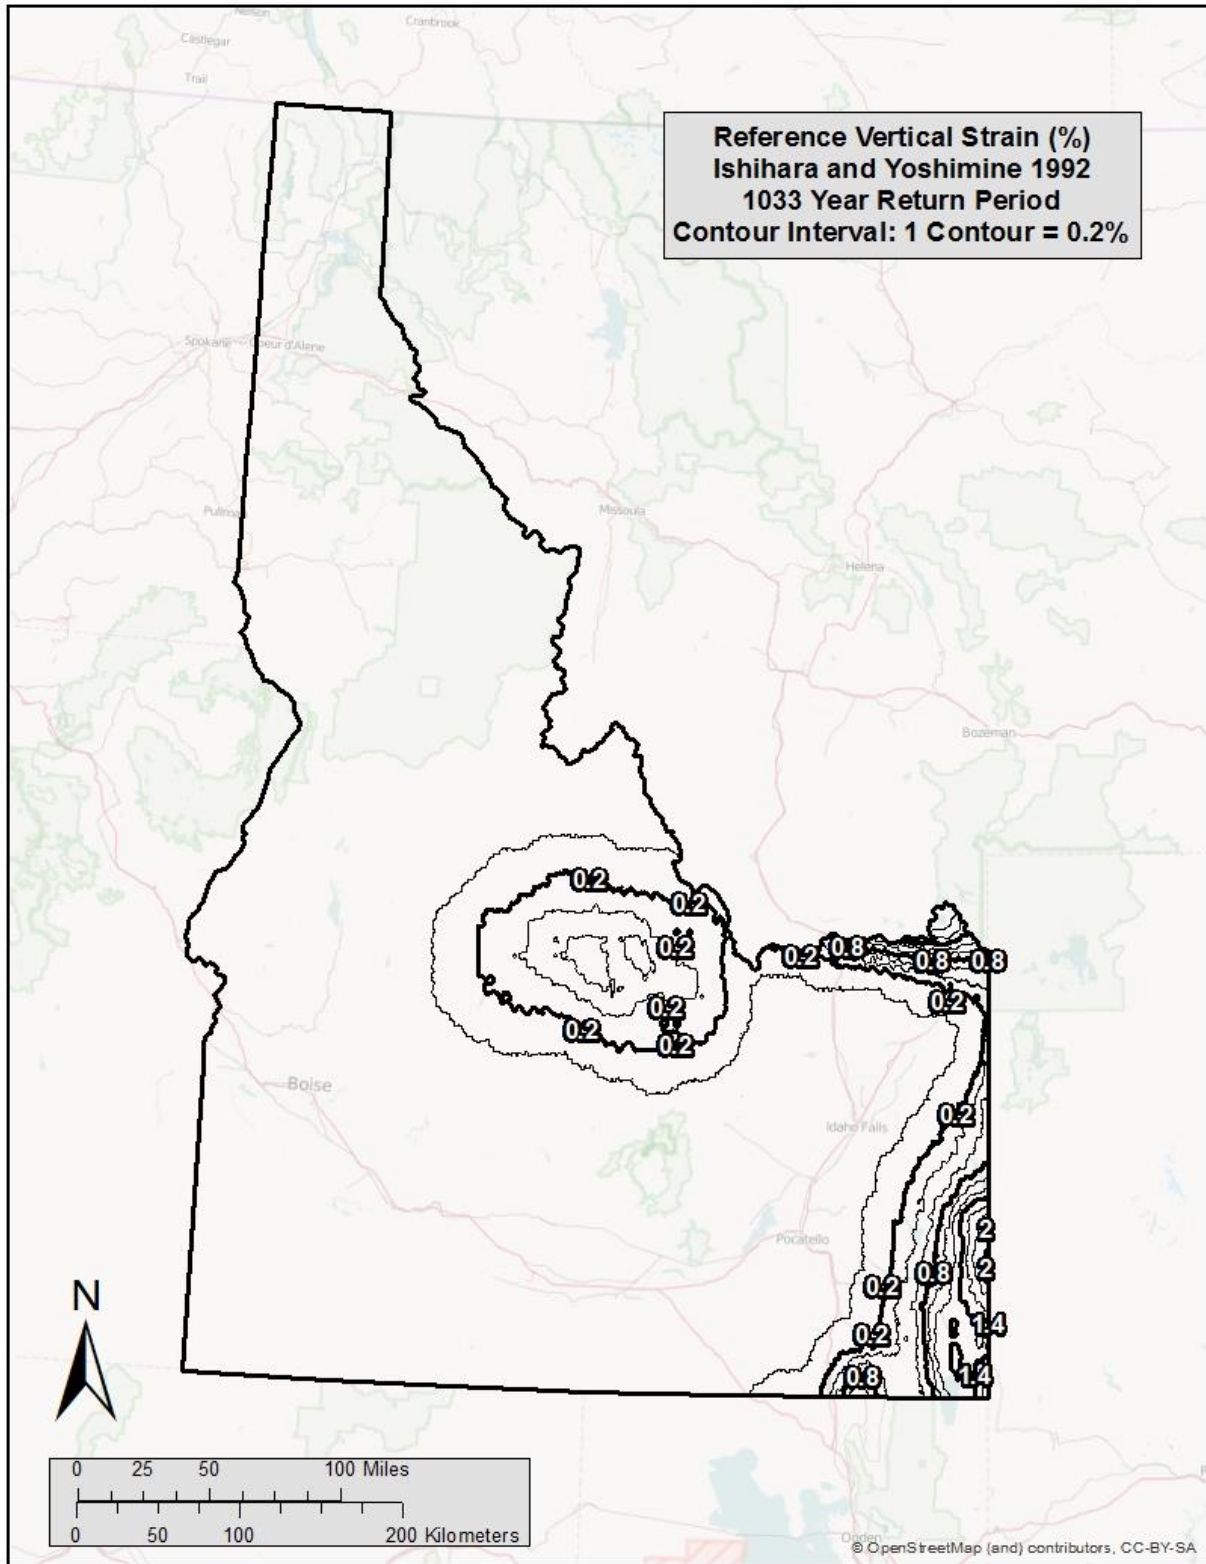 Nelson
Cranbrook
Castlegar
Trail
Reference Vertical Strain (%)
Ishihara and Yoshimine 1992
1033 Year Return Period
Contour Interval: 1 Contour = 0.2%
Spokane
Coeur d'Alene
Pullma
Missoula
Helena
Bozeman
0.2
0.2
0.2
0.2
0.8
0.8
0.8
0.2
0.2
0.2
0.2
Boise
0.2
Idaho Falls
2
Pocatello
2
0.8
0.2
1.4
0.2
0.8
1.4
N
0 25 50 100 Miles
0 50 100 200 Kilometers
Ogden
© OpenStreetMap (and) contributors, CC-BY-SA